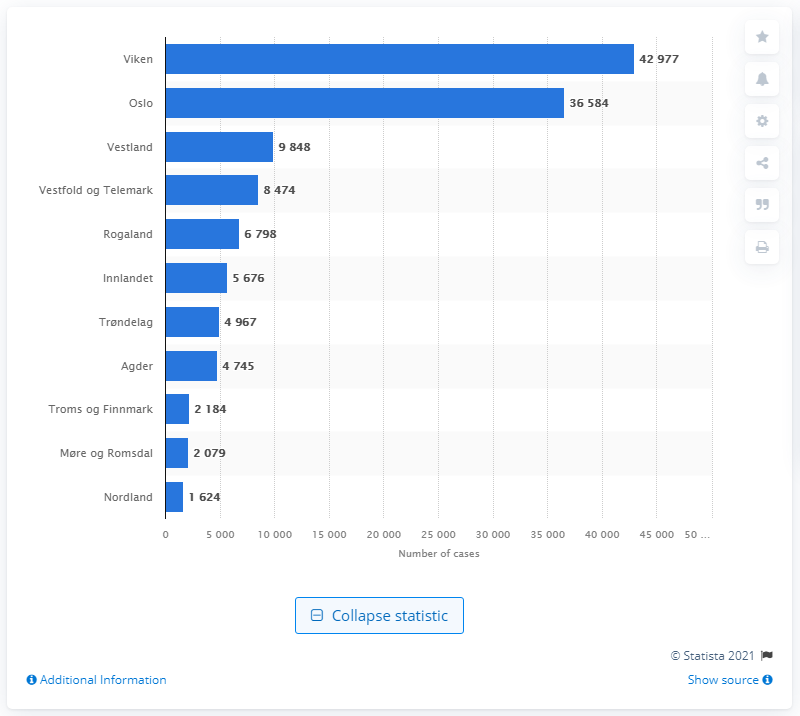 Viken 42 977
Oslo 36 584
Vestland 9 848
Vestfold og Telemark 8 474
Rogaland 6 798
Innlandet 5 676
Trøndelag 4 967
Agder 4 745
Troms og Finnmark 2 184
Møre og Romsdal 2 079
Nordland 1 624
0 5 000 10 000 15 000 20 000 25 000 30 000 35 000 40 000 45 000 50 ...
Number of cases
Collapse statistic
© Statista 2021
Additional Information Show source